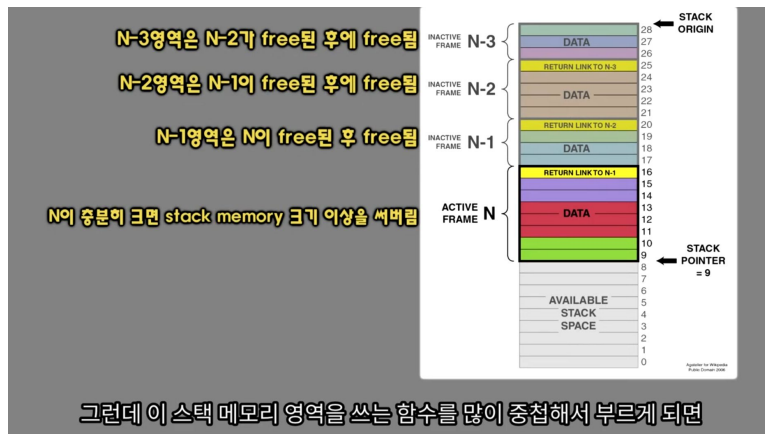 N-3영역은 N-2가 free된 후에 free됨
N-2영역은 N-1이 free된 후에 free됨
N-1영역은 N이 free된 후 free됨
N이 충분히 크면 stack memory 크기 이상을 써버림
INACTIVE
FRAME N-3
INACTIVE
FRAME N-2
INACTIVE
FRAME N-1
ACTIVE
FRAME N
DATA
RETURN LINK TO N-3
DATA
RETURN LINK TO N-2
DATA
RETURN LINK TO N-1
DATA
AVAILABLE
STACK
SPACE
28
27
26
25
24
23
22
21
20
19
18
17
16
15
14
13
12
11
10
9
8
7
6
5
4
3
2
1
0
STACK
ORIGIN
STACK
POINTER
= 9
Agateller for Wikipedia
Public Domain 2006
그런데 이 스택 메모리 영역을 쓰는 함수를 많이 중첩해서 부르게 되면